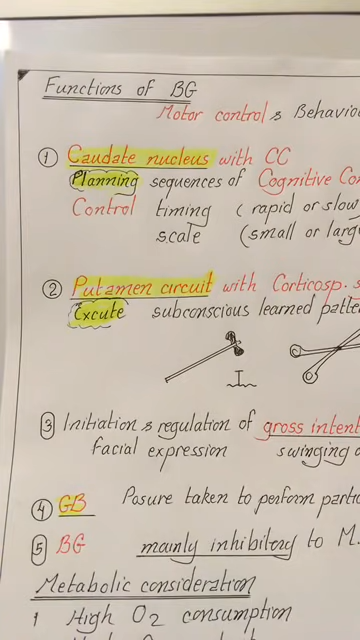 Functions of BG
Motor control & Behavio
① Caudate nucleus with CC
Planning sequences of Cognitive Con
Control timing (rapid or slow
scale (small or larg
② Putamen circuit with Corticosp. s
Excute subconscious learned patte
③ Initiation & regulation of gross intent
facial expression swinging o
④ GB Posure taken to perform partic
⑤ BG mainly inhibitory to M.
Metabolic consideration
1 High O2 consumption